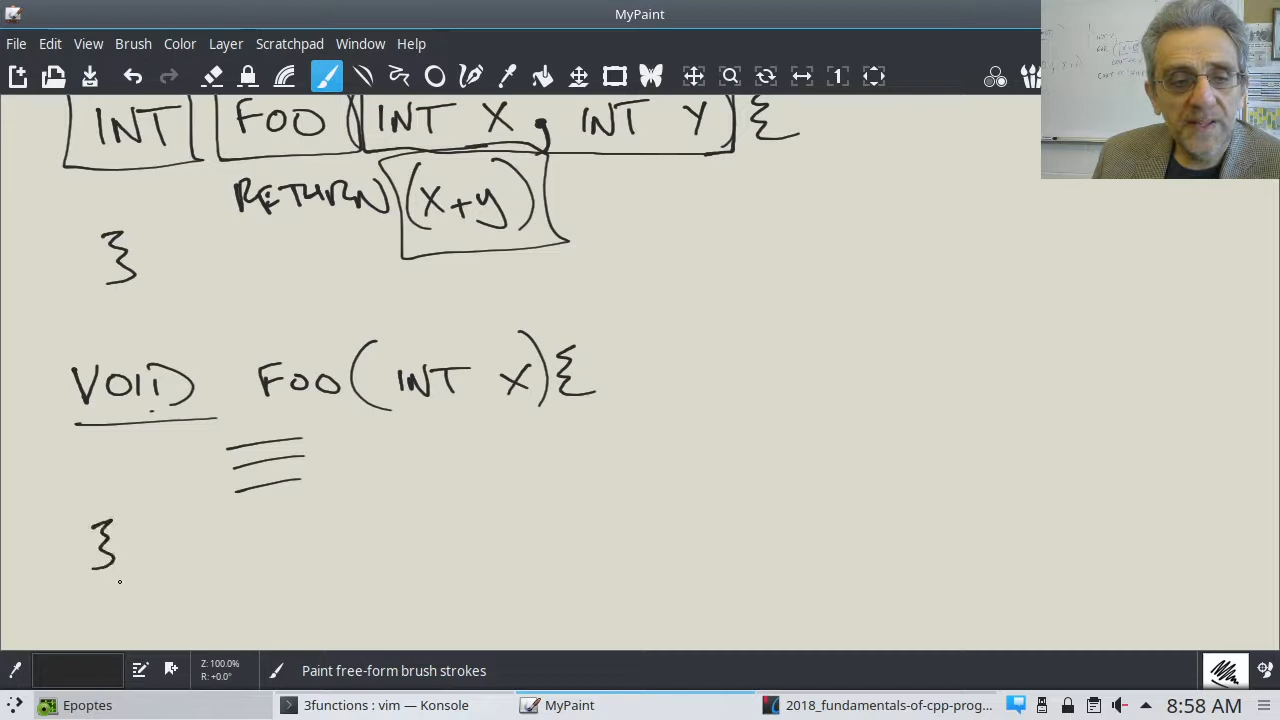 MyPaint
File Edit View Brush Color Layer Scratchpad Window Help
INT FOO (INT X, INT Y) {
RETURN (X+y)
}
VOID FOO (INT X) {
}
Z: 100.0%
R: +0.0°
Paint free-form brush strokes
Epoptes
3functions : vim — Konsole
MyPaint
2018_fundamentals-of-cpp-prog...
8:58 AM